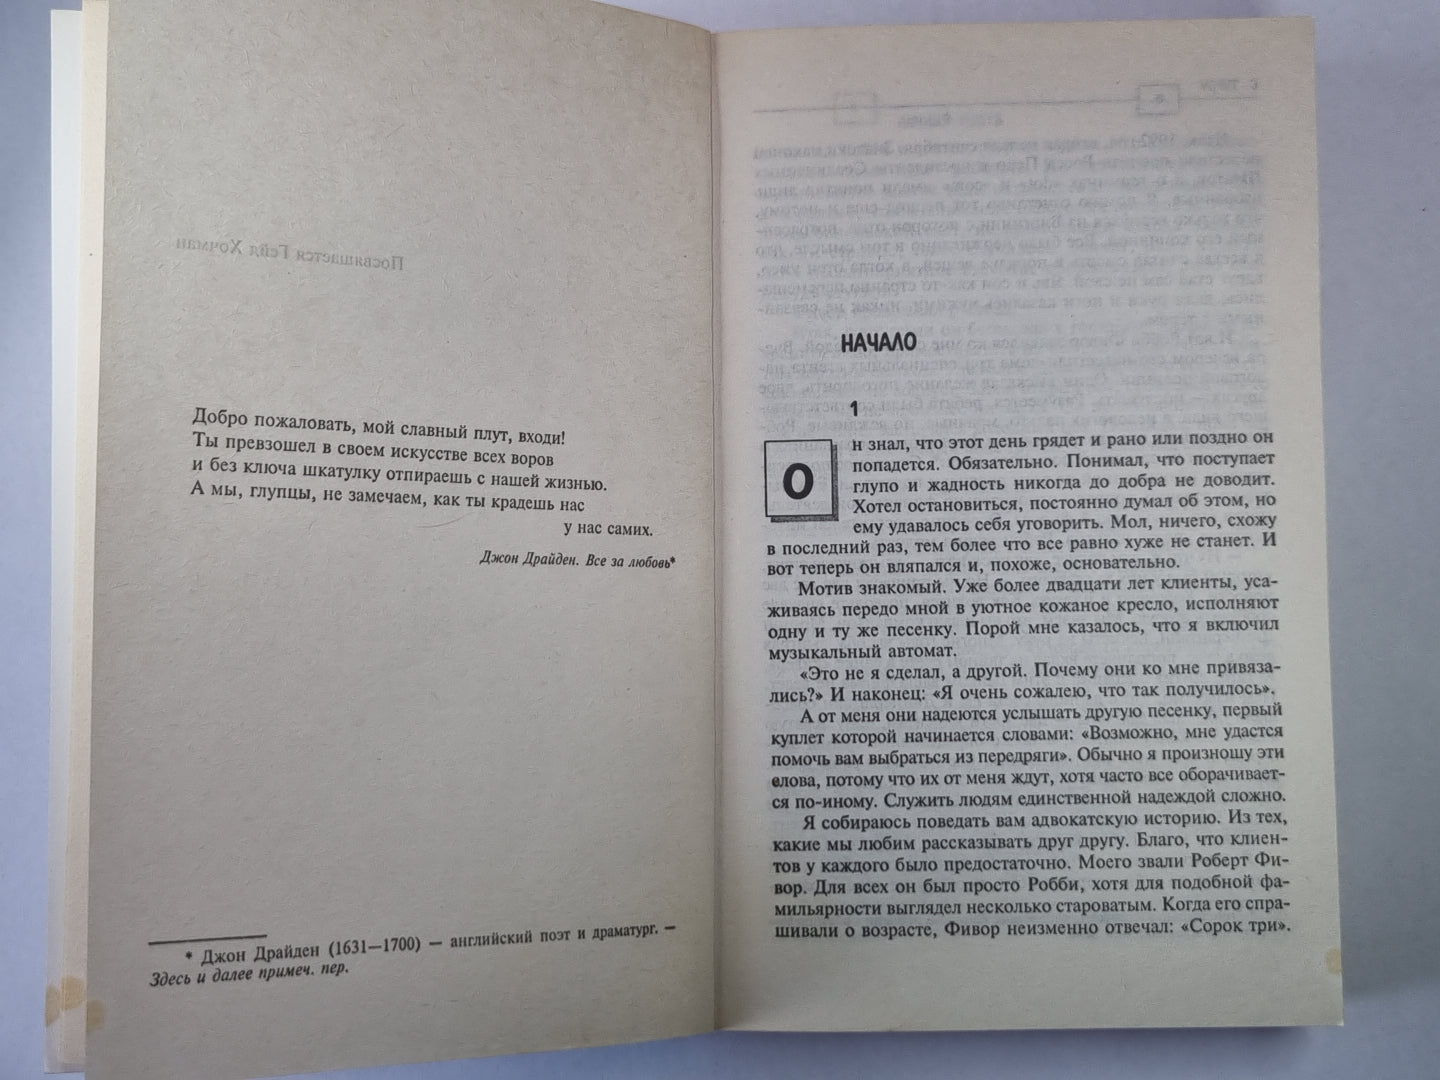 Посвящается Гейл Хочман
Добро пожаловать, мой славный плут, входи!
Ты превзошел в своем искусстве всех воров
и без ключа шкатулку отпираешь с нашей жизнью.
А мы, глупцы, не замечаем, как ты крадешь нас
у нас самих.
Джон Драйден. Все за любовь*
* Джон Драйден (1631—1700) — английский поэт и драматург. —
Здесь и далее примеч. пер.
НАЧАЛО
1
Он знал, что этот день грядет и рано или поздно он
попадется. Обязательно. Понимал, что поступает
глупо и жадность никогда до добра не доводит.
Хотел остановиться, постоянно думал об этом, но
ему удавалось себя уговорить. Мол, ничего, схожу
в последний раз, тем более что все равно хуже не станет. И
вот теперь он вляпался и, похоже, основательно.
Мотив знакомый. Уже более двадцати лет клиенты, уса-
живаясь передо мной в уютное кожаное кресло, исполняют
одну и ту же песенку. Порой мне казалось, что я включил
музыкальный автомат.
«Это не я сделал, а другой. Почему они ко мне привяза-
лись?» И наконец: «Я очень сожалею, что так получилось».
А от меня они надеются услышать другую песенку, первый
куплет которой начинается словами: «Возможно, мне удастся
помочь вам выбраться из передряги». Обычно я произношу эти
слова, потому что их от меня ждут, хотя часто все оборачивает-
ся по-иному. Служить людям единственной надеждой сложно.
Я собираюсь поведать вам адвокатскую историю. Из тех,
какие мы любим рассказывать друг другу. Благо, что клиен-
тов у каждого было предостаточно. Моего звали Роберт Фи-
вор. Для всех он был просто Робби, хотя для подобной фа-
мильярности выглядел несколько староватым. Когда его спра-
шивали о возрасте, Фивор неизменно отвечал: «Сорок три».